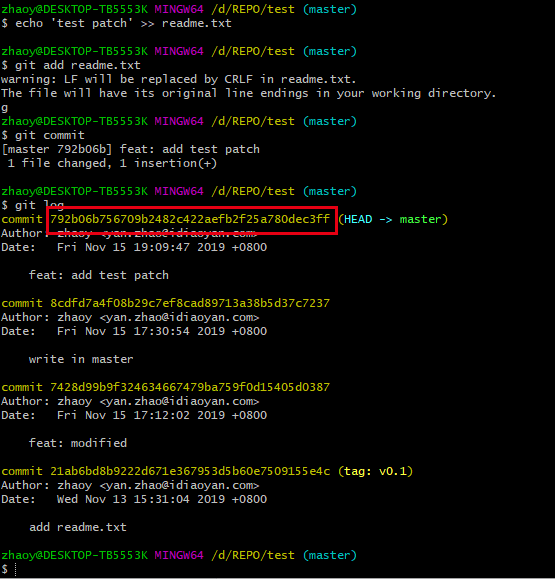 zhaoy@DESKTOP-TB5553K MINGW64 /d/REPO/test (master)
$ echo 'test patch' >> readme.txt
zhaoy@DESKTOP-TB5553K MINGW64 /d/REPO/test (master)
$ git add readme.txt
warning: LF will be replaced by CRLF in readme.txt.
The file will have its original line endings in your working directory.
g
zhaoy@DESKTOP-TB5553K MINGW64 /d/REPO/test (master)
$ git commit
[master 792b06b] feat: add test patch
1 file changed, 1 insertion(+)
zhaoy@DESKTOP-TB5553K MINGW64 /d/REPO/test (master)
$ git log
commit 792b06b756709b2482c422aefb2f25a780dec3ff (HEAD -> master)
Author: zhaoy <yan.zhao@idiaoyan.com>
Date: Fri Nov 15 19:09:47 2019 +0800
feat: add test patch
commit 8cdfd7a4f08b29c7ef8cad89713a38b5d37c7237
Author: zhaoy <yan.zhao@idiaoyan.com>
Date: Fri Nov 15 17:30:54 2019 +0800
write in master
commit 7428d99b9f324634667479ba759f0d15405d0387
Author: zhaoy <yan.zhao@idiaoyan.com>
Date: Fri Nov 15 17:12:02 2019 +0800
feat: modified
commit 21ab6bd8b9222d671e367953d5b60e7509155e4c (tag: v0.1)
Author: zhaoy <yan.zhao@idiaoyan.com>
Date: Wed Nov 13 15:31:04 2019 +0800
add readme.txt
zhaoy@DESKTOP-TB5553K MINGW64 /d/REPO/test (master)
$